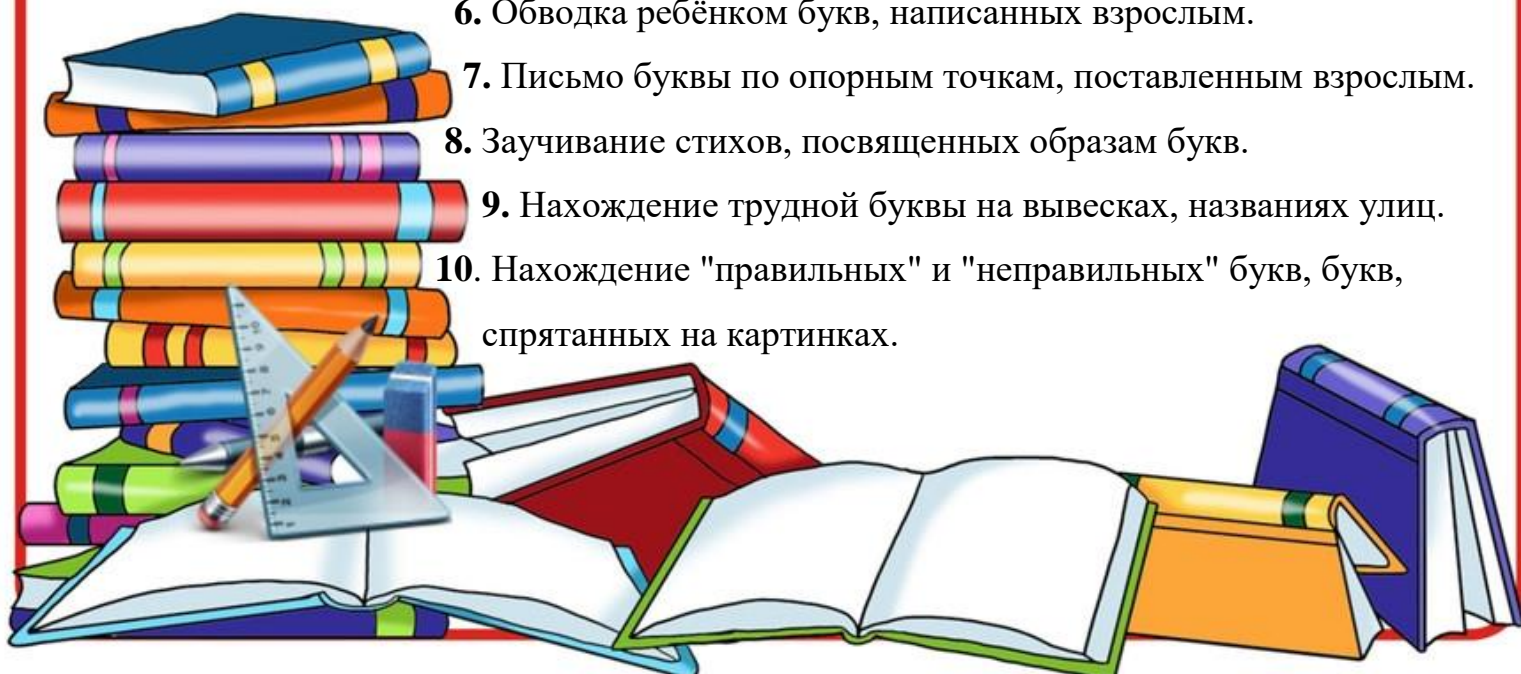 6. Обводка ребёнком букв, написанных взрослым.
7. Письмо буквы по опорным точкам, поставленным взрослым.
8. Заучивание стихов, посвященных образам букв.
9. Нахождение трудной буквы на вывесках, названиях улиц.
10. Нахождение "правильных" и "неправильных" букв, букв,
спрятанных на картинках.